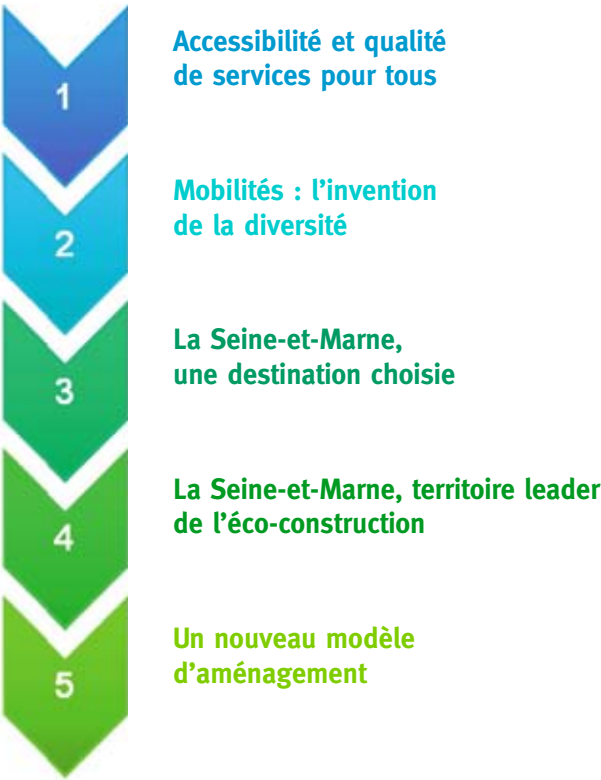 1
Accessibilité et qualité
de services pour tous
2
Mobilités : l’invention
de la diversité
3
La Seine-et-Marne,
une destination choisie
4
La Seine-et-Marne, territoire leader
de l’éco-construction
5
Un nouveau modèle
d’aménagement